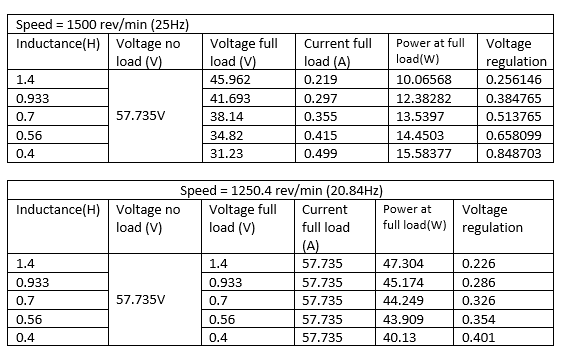 Speed = 1500 rev/min (25Hz)
Inductance(H) Voltage no load (V) Voltage full load (V) Current full load (A) Power at full load(W) Voltage regulation
1.4 57.735V 45.962 0.219 10.06568 0.256146
0.933 41.693 0.297 12.38282 0.384765
0.7 38.14 0.355 13.5397 0.513765
0.56 34.82 0.415 14.4503 0.658099
0.4 31.23 0.499 15.58377 0.848703
Speed = 1250.4 rev/min (20.84Hz)
Inductance(H) Voltage no load (V) Voltage full load (V) Current full load (A) Power at full load(W) Voltage regulation
1.4 57.735V 1.4 57.735 47.304 0.226
0.933 0.933 57.735 45.174 0.286
0.7 0.7 57.735 44.249 0.326
0.56 0.56 57.735 43.909 0.354
0.4 0.4 57.735 40.13 0.401